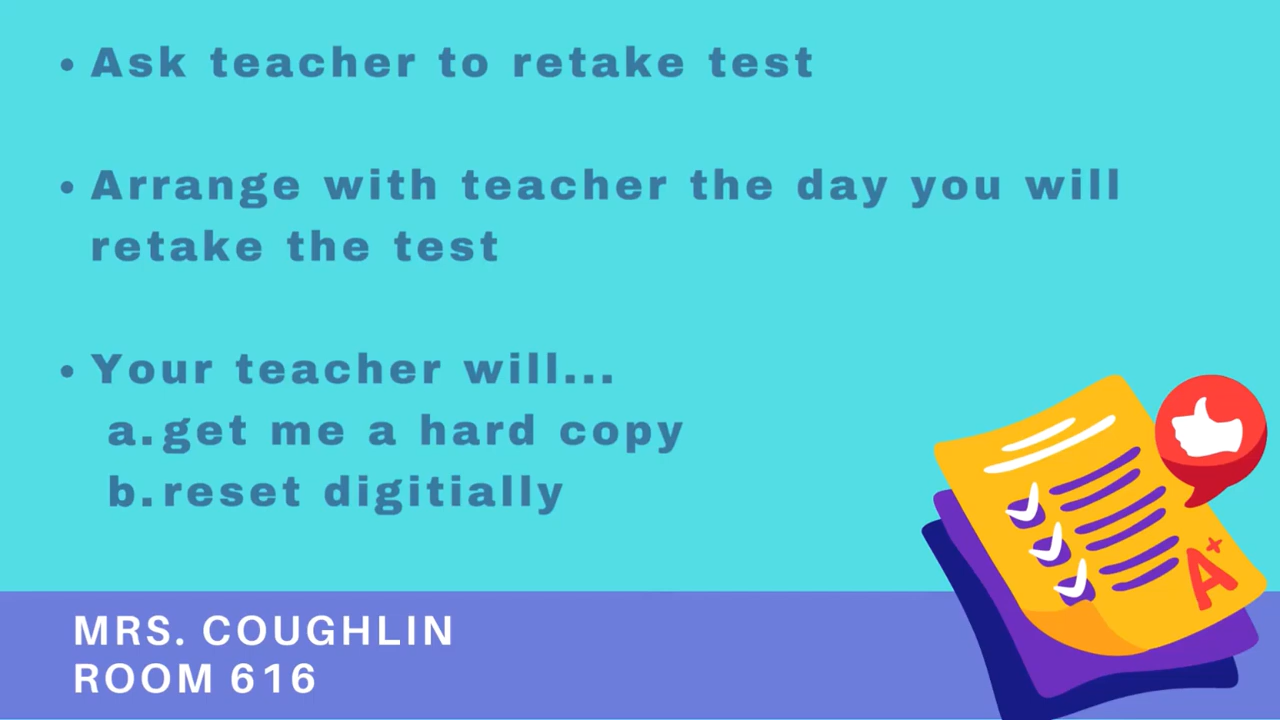 • Ask teacher to retake test
• Arrange with teacher the day you will
retake the test
• Your teacher will...
a. get me a hard copy
b. reset digitially
MRS. COUGHLIN
ROOM 616
A+